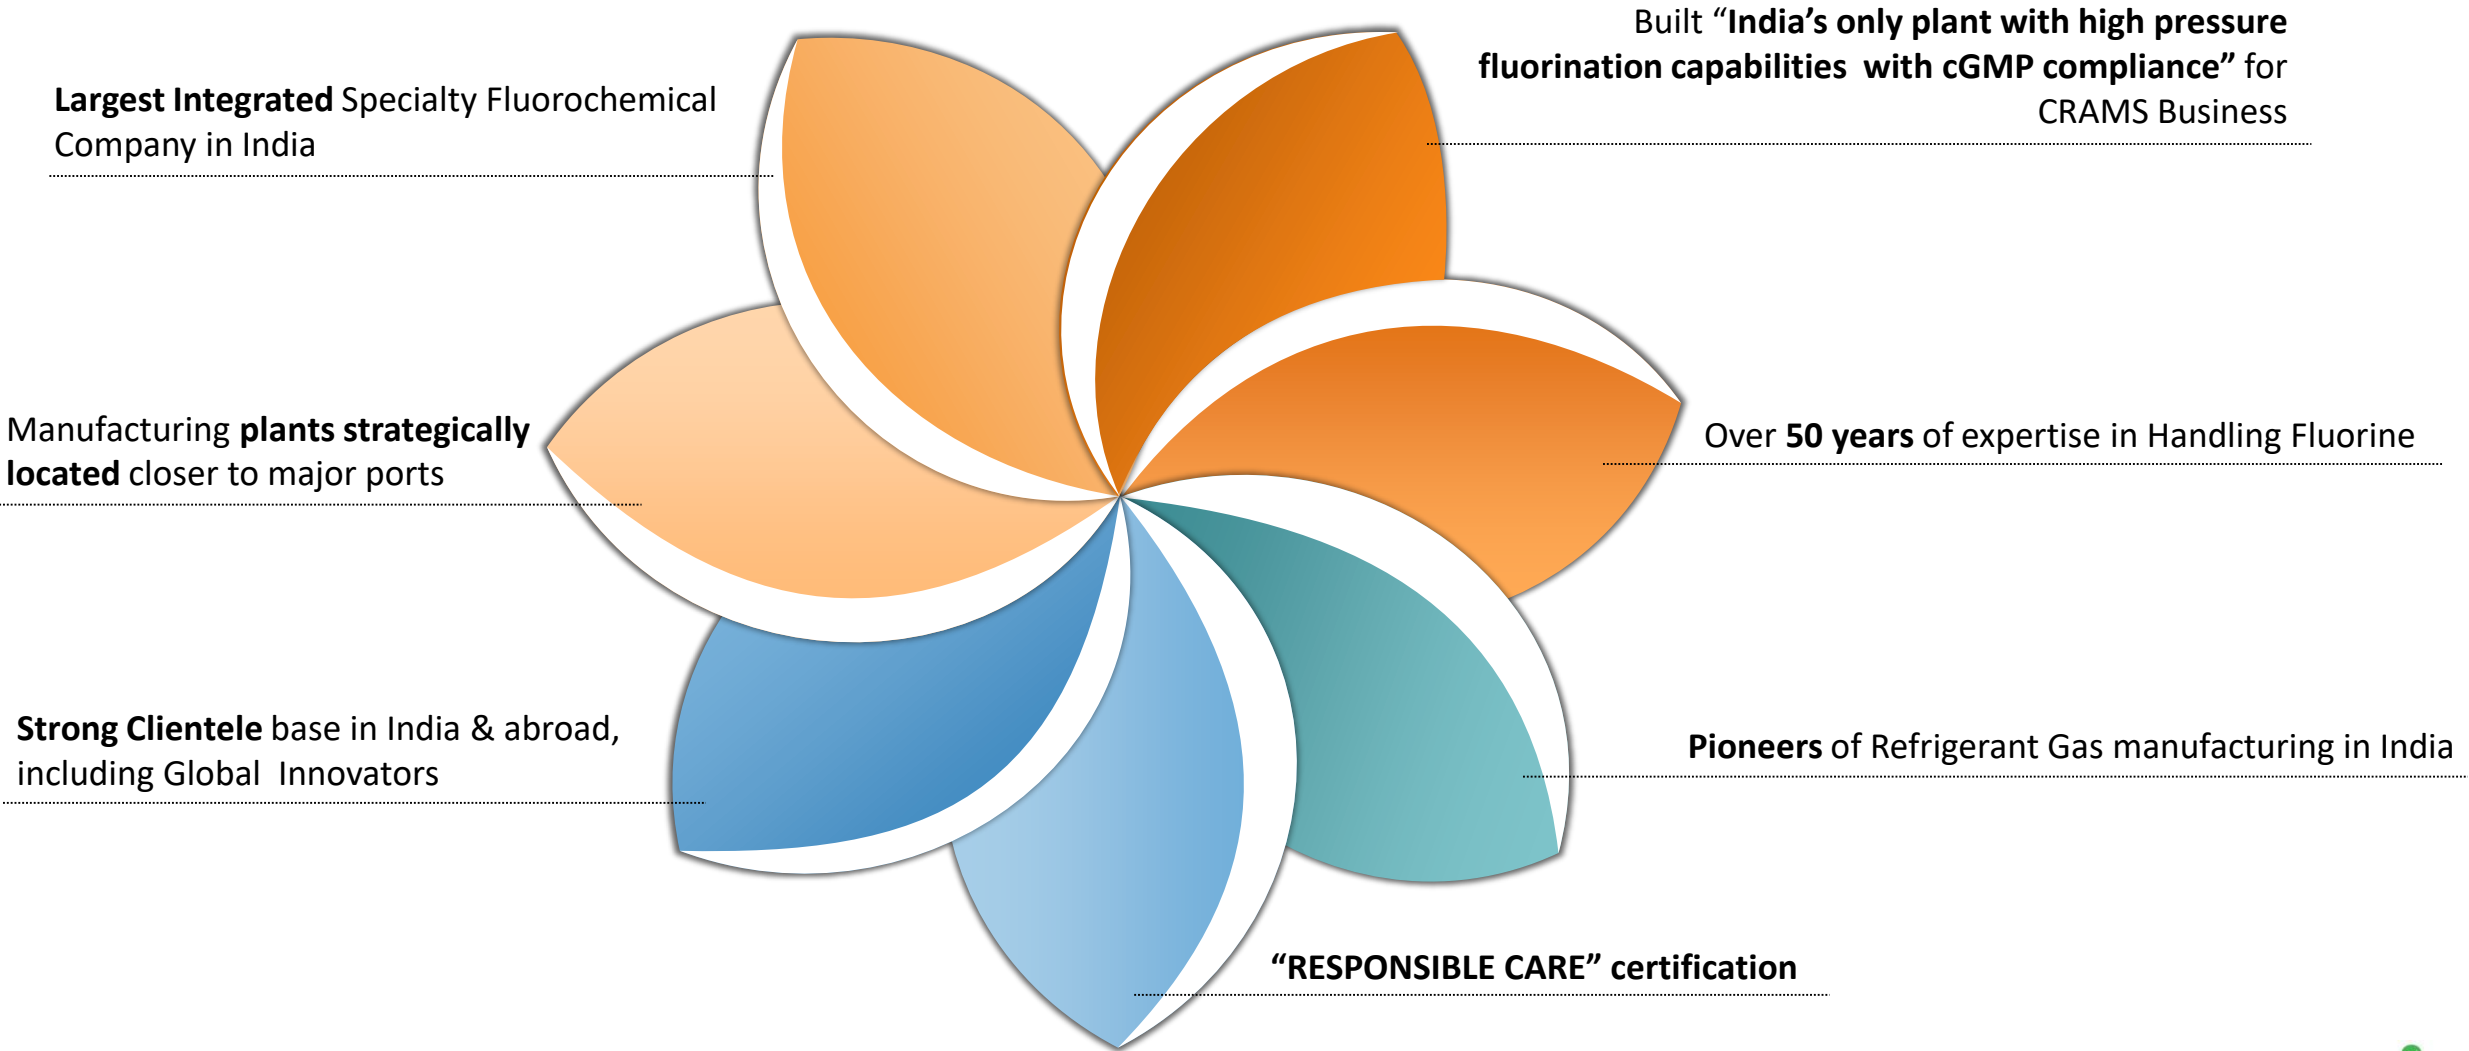 Built “India’s only plant with high pressure
fluorination capabilities  with cGMP compliance” for
CRAMS Business
Largest Integrated Specialty Fluorochemical
Company in India
Manufacturing plants strategically
located closer to major ports
Over 50 years of expertise in Handling Fluorine
Strong Clientele base in India & abroad,
including Global  Innovators
Pioneers of Refrigerant Gas manufacturing in India
“RESPONSIBLE CARE” certification